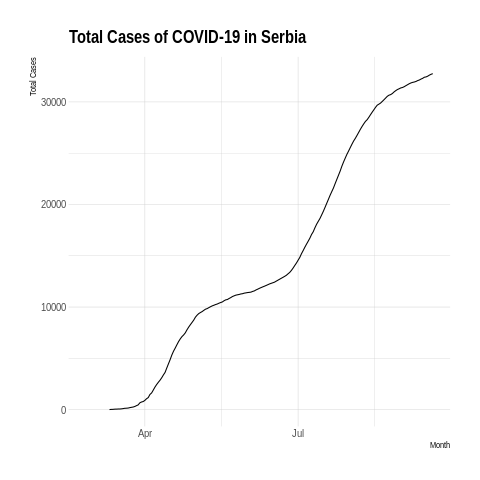 Total Cases of COVID-19 in Serbia
Total Cases
30000
20000
10000
0
Apr
Jul
Month